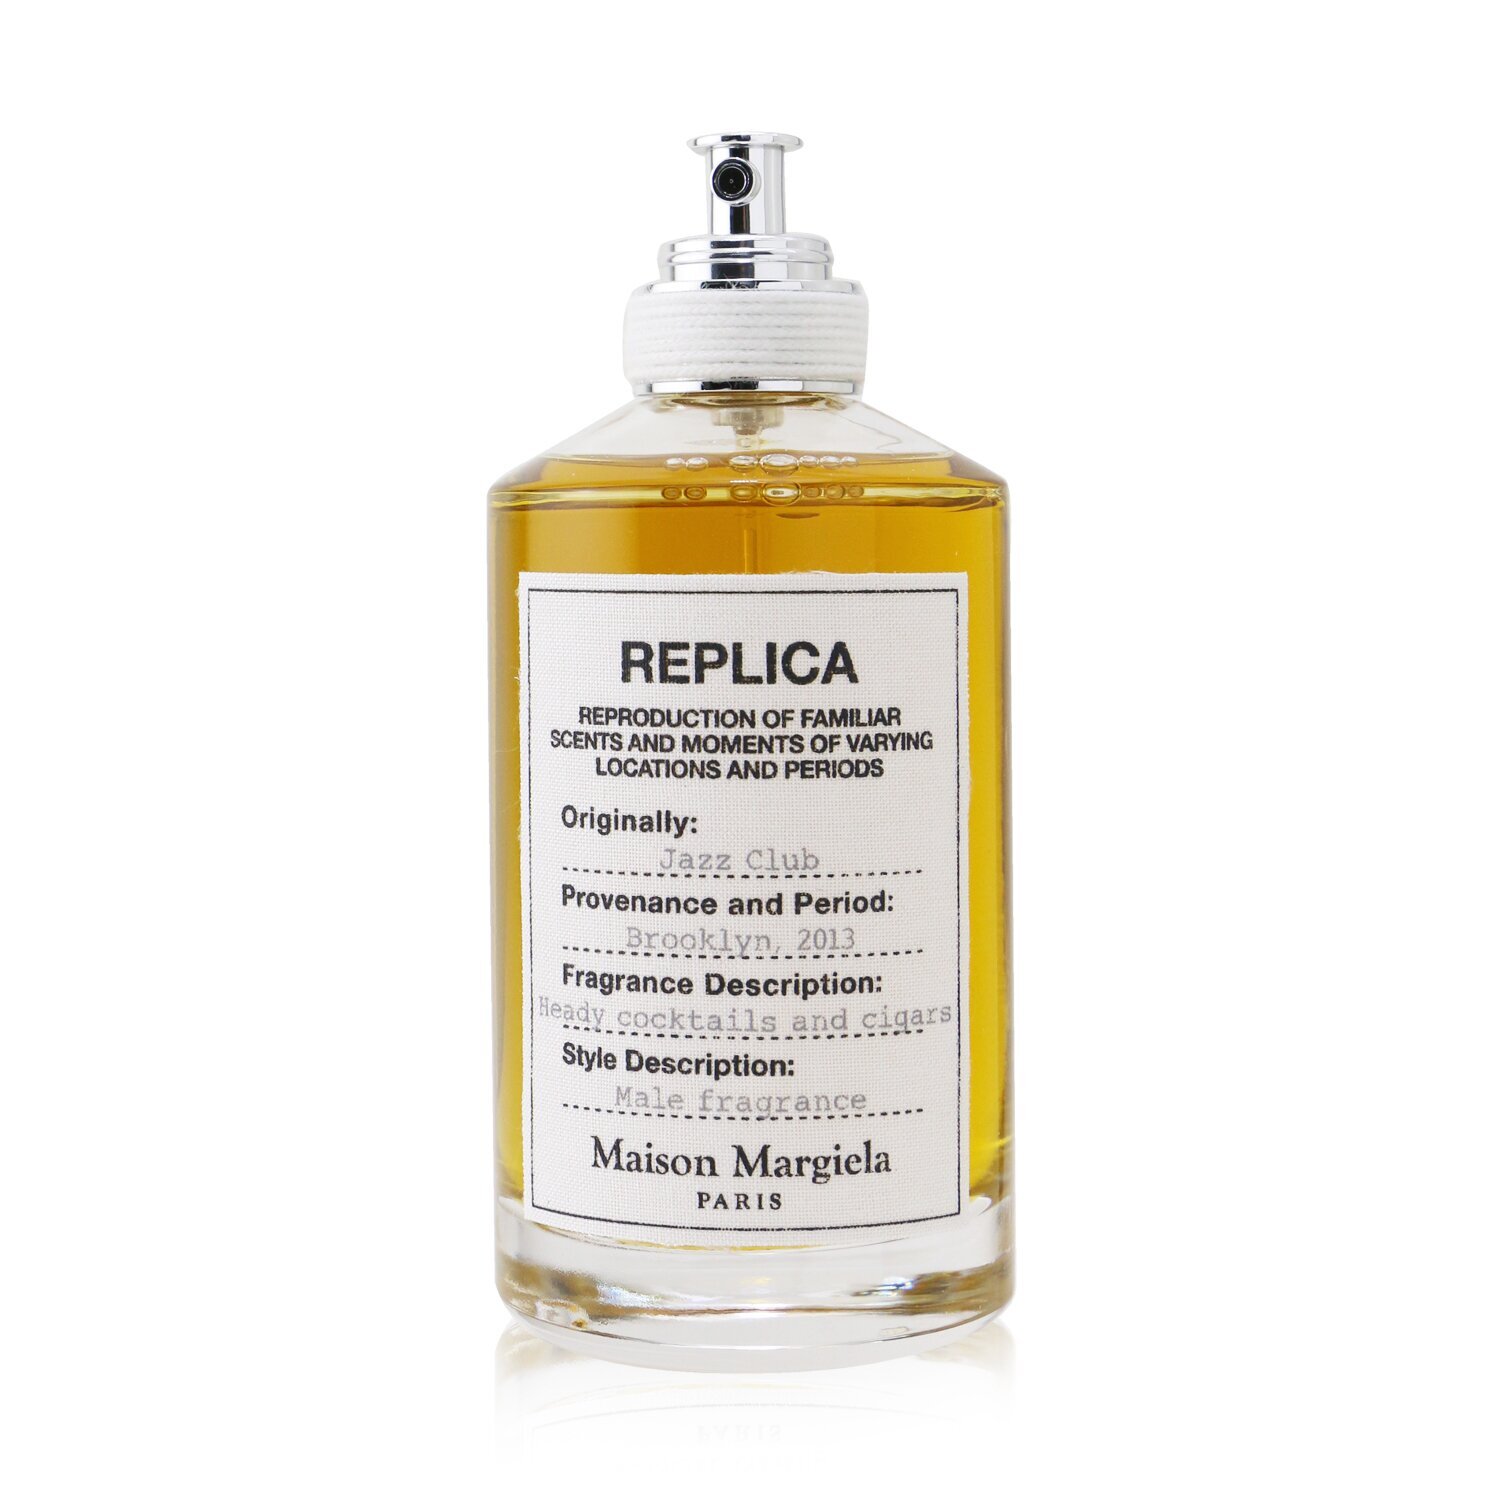 REPLICA
REPRODUCTION OF FAMILIAR
SCENTS AND MOMENTS OF VARYING
LOCATIONS AND PERIODS
Originally:
Jazz Club
Provenance and Period:
Brooklyn, 2013
Fragrance Description:
Heady cocktails and cigars
Style Description:
Male fragrance
Maison Margiela
PARIS